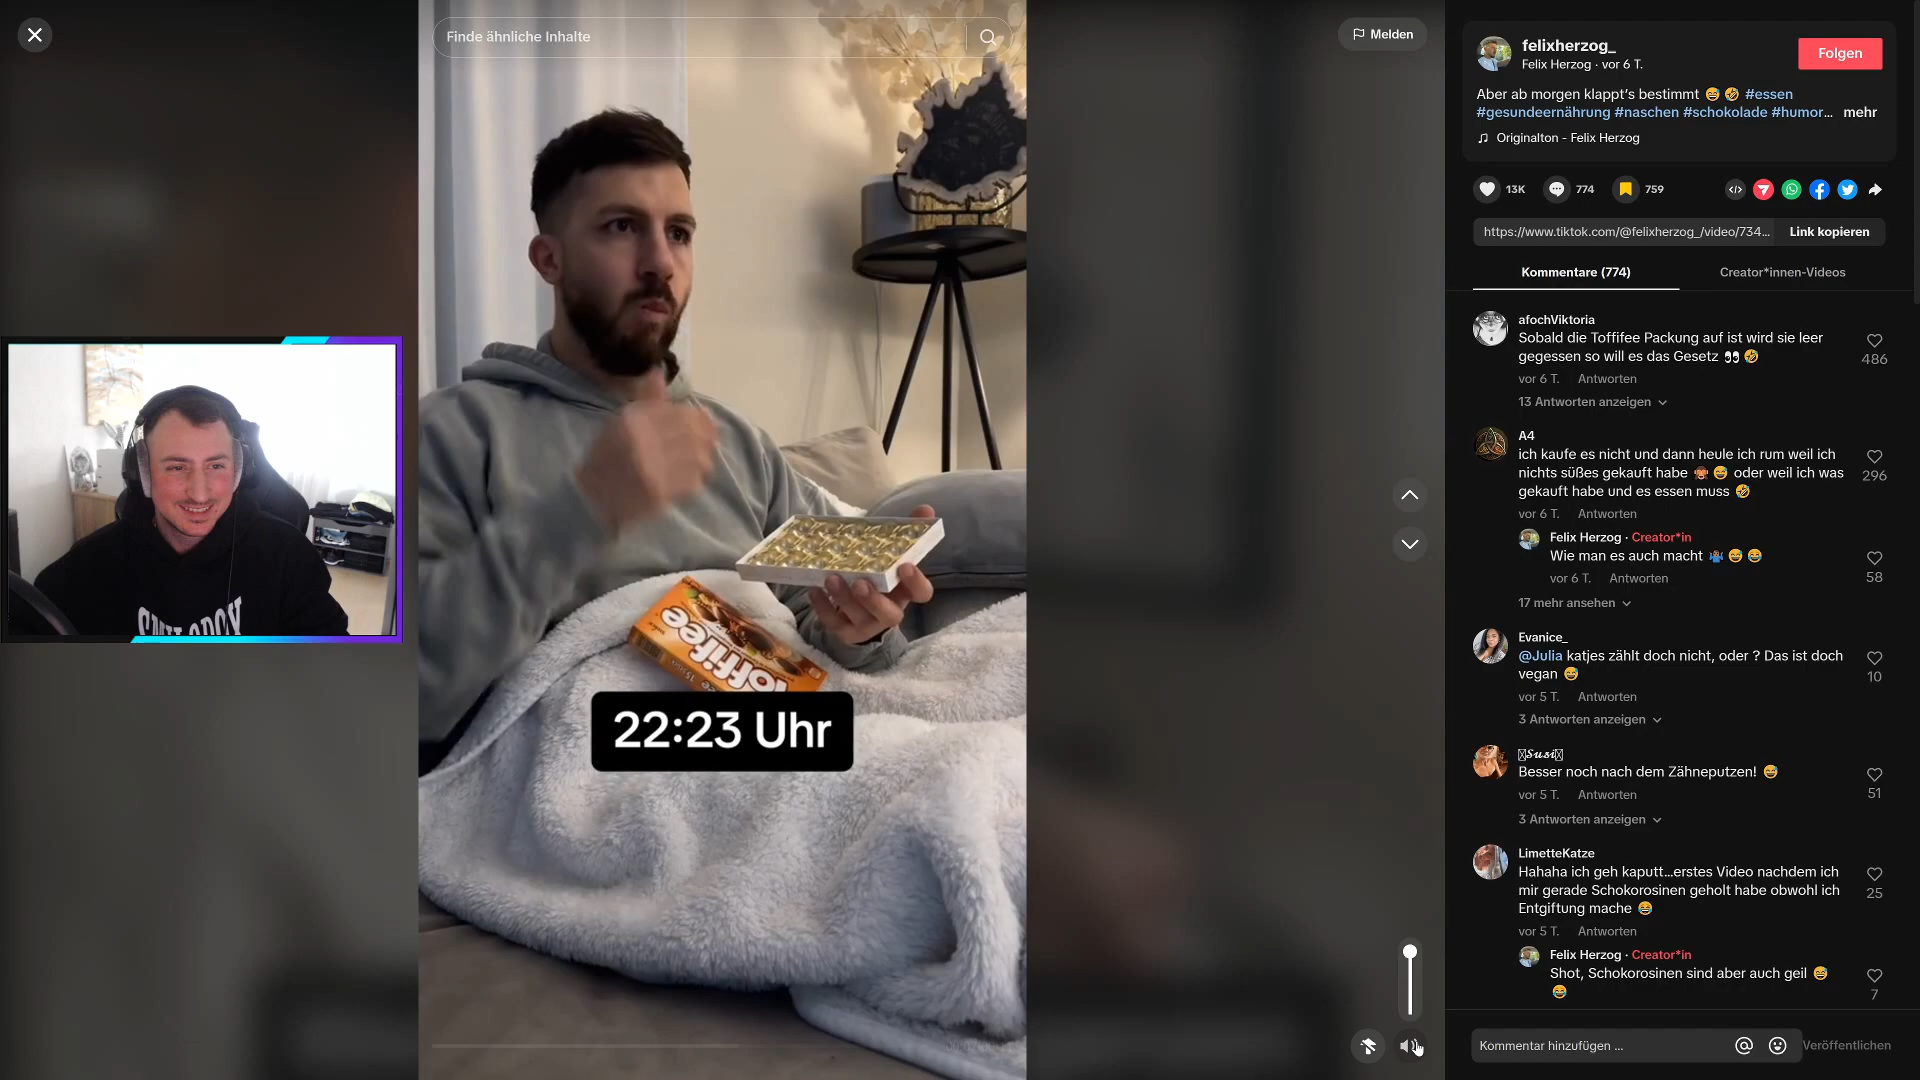 Finde ähnliche Inhalte
Melden
Toffifee
22:23 Uhr
felixherzog_
Felix Herzog · vor 6 T.
Folgen
Aber ab morgen klappt’s bestimmt 😅 🤣 #essen
#gesundeernährung #naschen #schokolade #humor... mehr
Originalton - Felix Herzog
13K
774
759
https://www.tiktok.com/@felixherzog_/video/734...
Link kopieren
Kommentare (774)
Creator*innen-Videos
afochViktoria
Sobald die Toffifee Packung auf ist wird sie leer
gegessen so will es das Gesetz 👀 🤣
486
vor 6 T. Antworten
13 Antworten anzeigen
A4
ich kaufe es nicht und dann heule ich rum weil ich
nichts süßes gekauft habe 🙈 😅 oder weil ich was
gekauft habe und es essen muss 🤣
296
vor 6 T. Antworten
Felix Herzog · Creator*in
Wie man es auch macht 🤷‍♂️ 😅 😂
58
vor 6 T. Antworten
17 mehr ansehen
Evanice_
@Julia katjes zählt doch nicht, oder ? Das ist doch
vegan 😅
10
vor 5 T. Antworten
3 Antworten anzeigen
𝓢𝓾𝓼𝓲
Besser noch nach dem Zähneputzen! 😅
51
vor 5 T. Antworten
3 Antworten anzeigen
LimetteKatze
Hahaha ich geh kaputt...erstes Video nachdem ich
mir gerade Schokorosinen geholt habe obwohl ich
Entgiftung mache 😂
25
vor 5 T. Antworten
Felix Herzog · Creator*in
Shot, Schokorosinen sind aber auch geil 😅
😂
7
Kommentar hinzufügen ...
Veröffentlichen